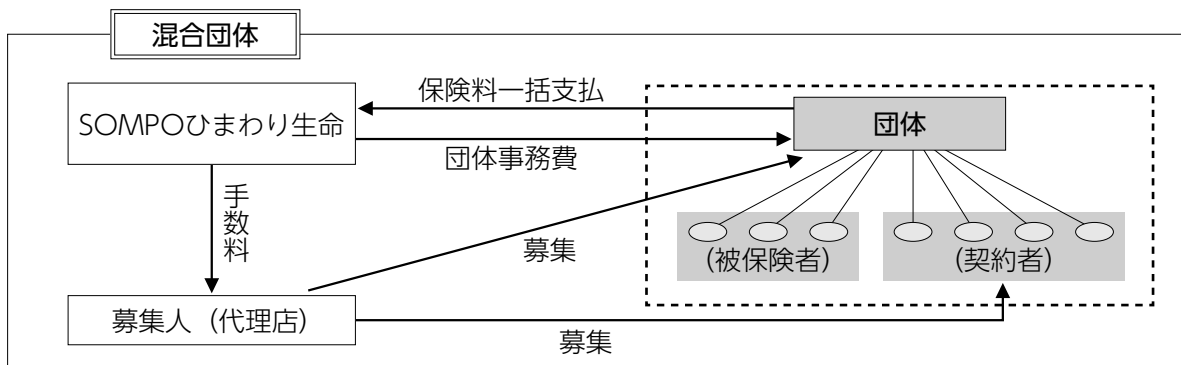 混合団体
SOMPOひまわり生命
保険料一括支払
団体
団体事務費
手数料
募集
(被保険者)
(契約者)
募集人（代理店）
募集